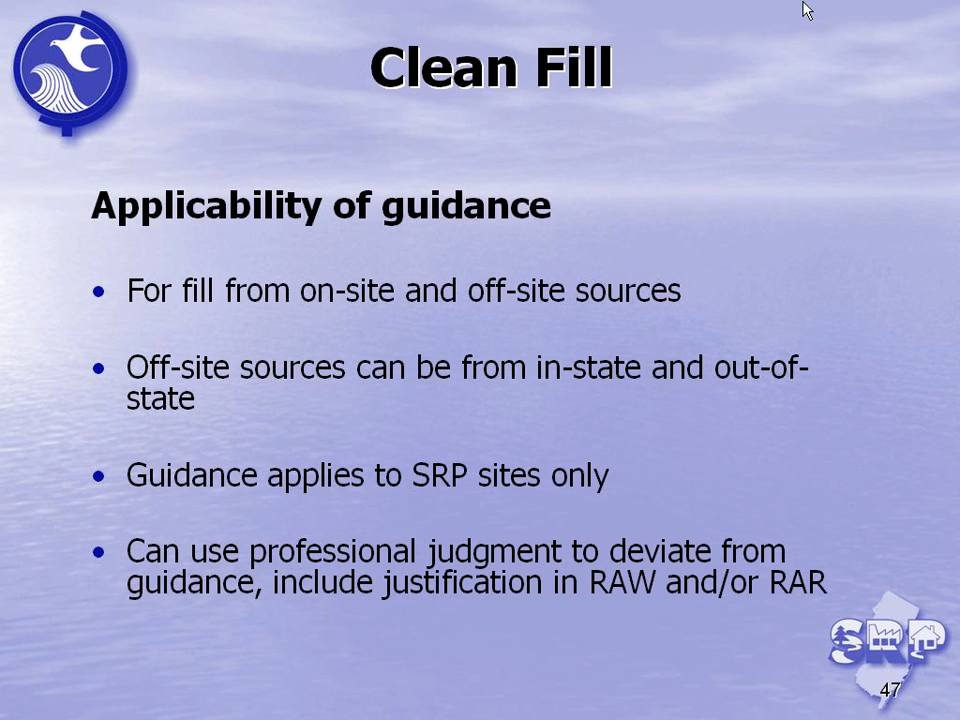 Clean Fill
Applicability of guidance
• For fill from on-site and off-site sources
• Off-site sources can be from in-state and out-of-
state
• Guidance applies to SRP sites only
• Can use professional judgment to deviate from
guidance, include justification in RAW and/or RAR
SRP
47